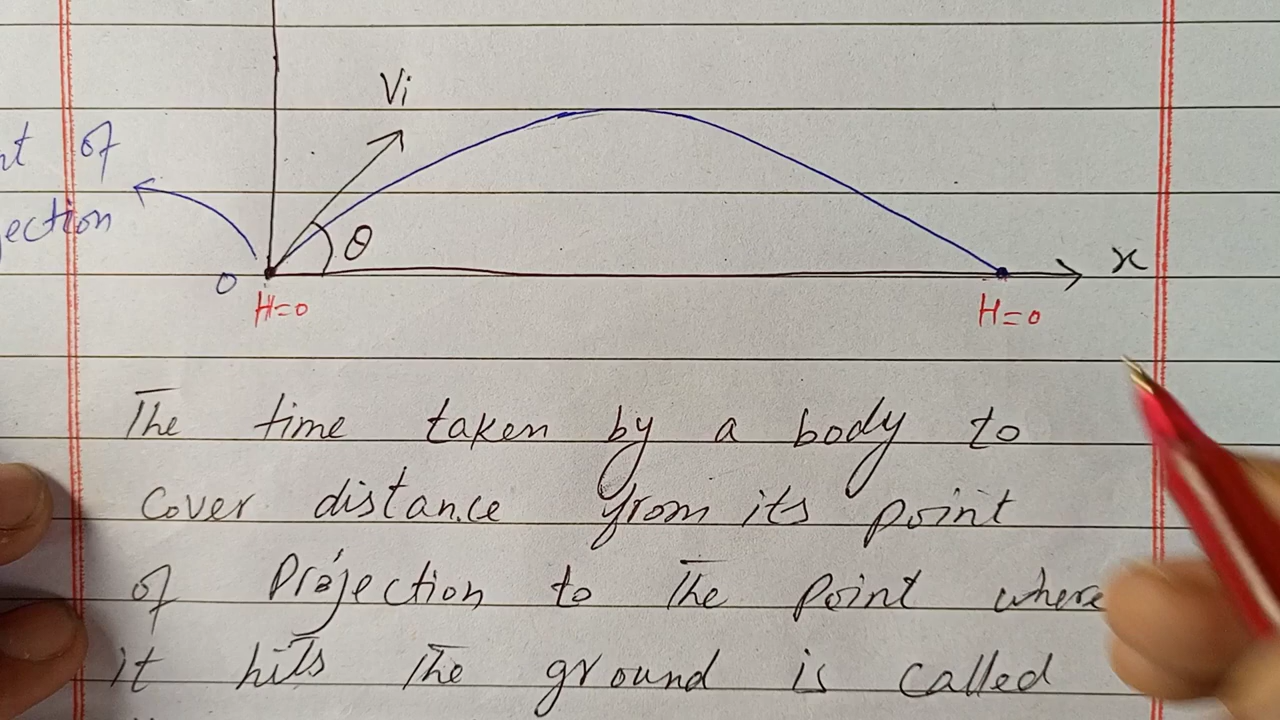 Vi
of
θ
x
O
H=0
H=0
The time taken by a body to
cover distance from its point
of Projection to The point where
it hits The ground is called